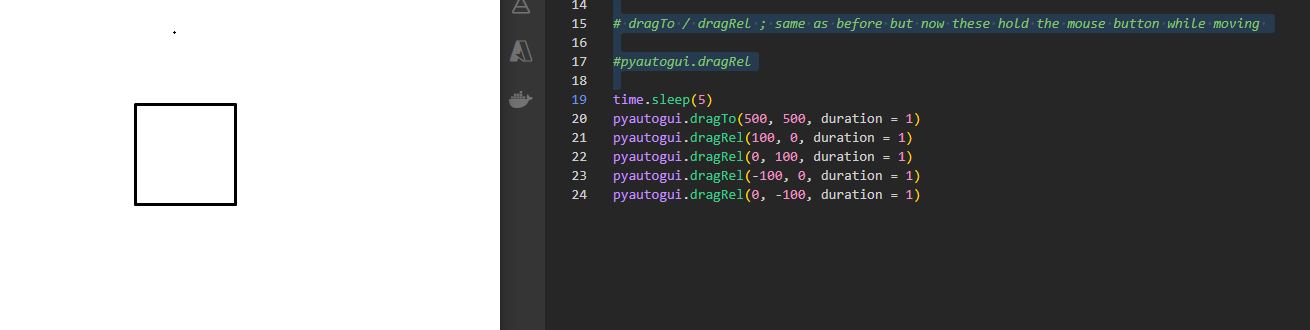 14
15 # dragTo / dragRel ; same as before but now these hold the mouse button while moving
16
17 #pyautogui.dragRel
18
19 time.sleep(5)
20 pyautogui.dragTo(500, 500, duration = 1)
21 pyautogui.dragRel(100, 0, duration = 1)
22 pyautogui.dragRel(0, 100, duration = 1)
23 pyautogui.dragRel(-100, 0, duration = 1)
24 pyautogui.dragRel(0, -100, duration = 1)